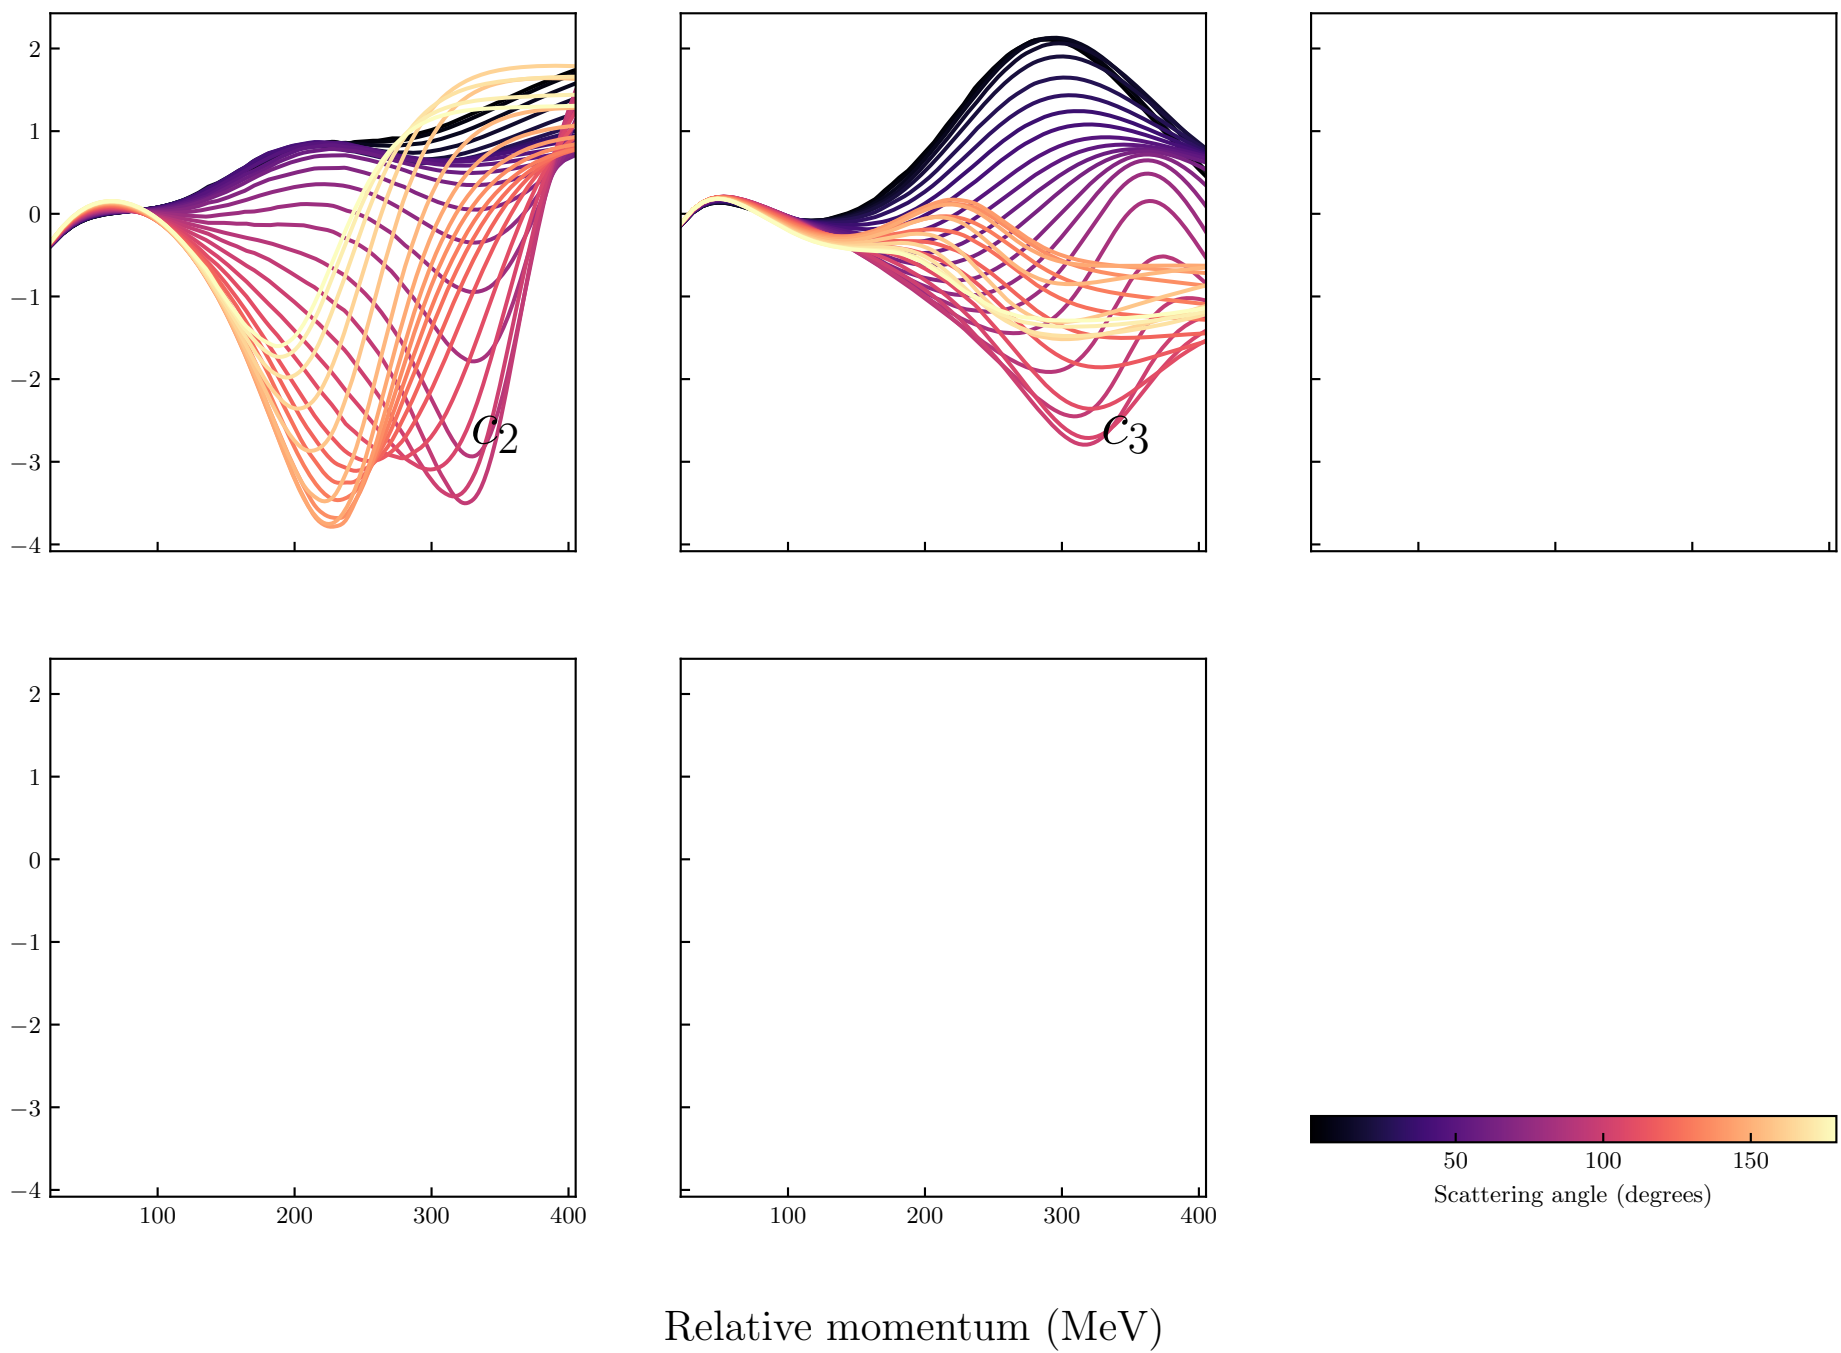 2
1
0
−1
−2
−3
−4
c₂
c₃
2
1
0
−1
−2
−3
−4
100 200 300 400
100 200 300 400
50 100 150
Scattering angle (degrees)
Relative momentum (MeV)